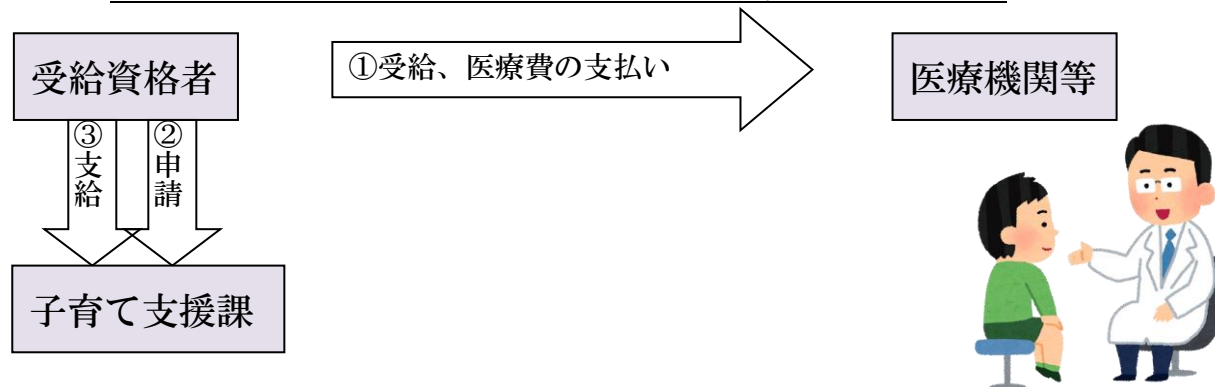 受給資格者
①受給、医療費の支払い
医療機関等
③支給
②申請
子育て支援課